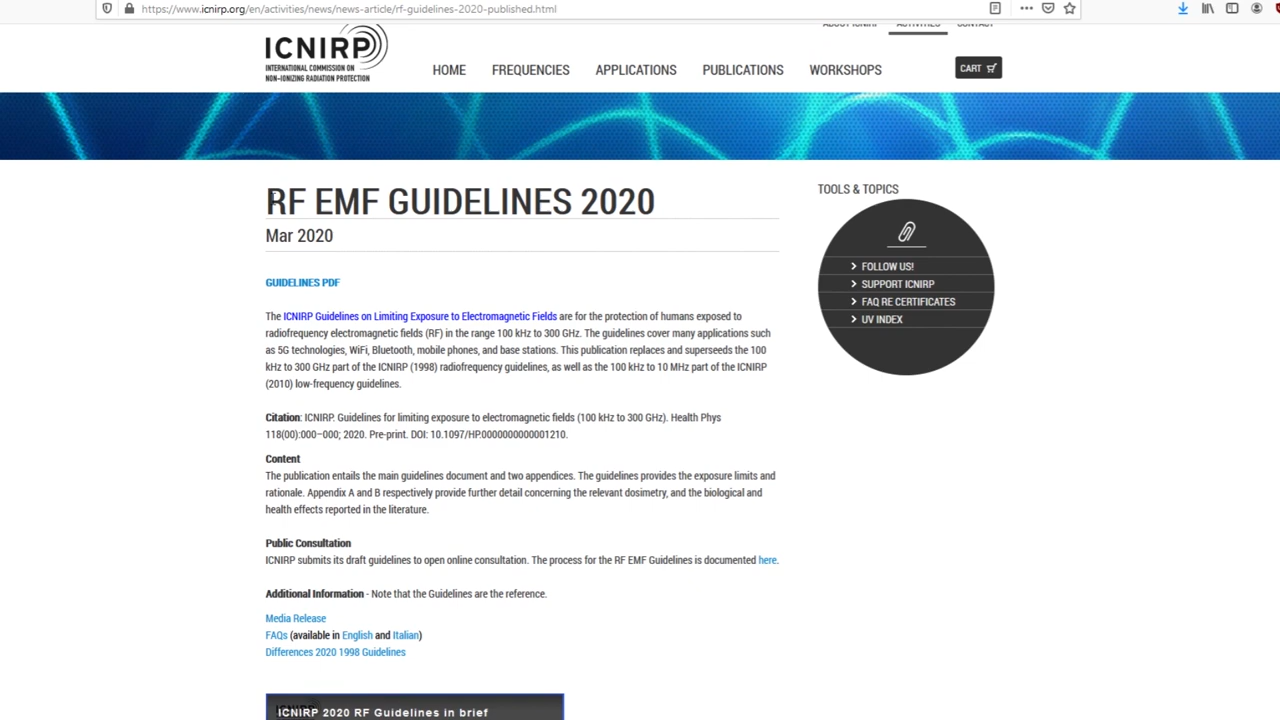 https://www.icnirp.org/en/activities/news/news-article/rf-guidelines-2020-published.html
ABOUT ICNIRP ACTIVITIES CONTACT
ICNIRP
INTERNATIONAL COMMISSION ON
NON-IONIZING RADIATION PROTECTION
HOME FREQUENCIES APPLICATIONS PUBLICATIONS WORKSHOPS
CART
RF EMF GUIDELINES 2020
Mar 2020
GUIDELINES PDF
The ICNIRP Guidelines on Limiting Exposure to Electromagnetic Fields are for the protection of humans exposed to
radiofrequency electromagnetic fields (RF) in the range 100 kHz to 300 GHz. The guidelines cover many applications such
as 5G technologies, WiFi, Bluetooth, mobile phones, and base stations. This publication replaces and superseeds the 100
kHz to 300 GHz part of the ICNIRP (1998) radiofrequency guidelines, as well as the 100 kHz to 10 MHz part of the ICNIRP
(2010) low-frequency guidelines.
Citation: ICNIRP. Guidelines for limiting exposure to electromagnetic fields (100 kHz to 300 GHz). Health Phys
118(00):000–000; 2020. Pre-print. DOI: 10.1097/HP.0000000000001210.
Content
The publication entails the main guidelines document and two appendices. The guidelines provides the exposure limits and
rationale. Appendix A and B respectively provide further detail concerning the relevant dosimetry, and the biological and
health effects reported in the literature.
Public Consultation
ICNIRP submits its draft guidelines to open online consultation. The process for the RF EMF Guidelines is documented here.
Additional Information - Note that the Guidelines are the reference.
Media Release
FAQs (available in English and Italian)
Differences 2020 1998 Guidelines
ICNIRP 2020 RF Guidelines in brief
TOOLS & TOPICS
FOLLOW US!
SUPPORT ICNIRP
FAQ RE CERTIFICATES
UV INDEX